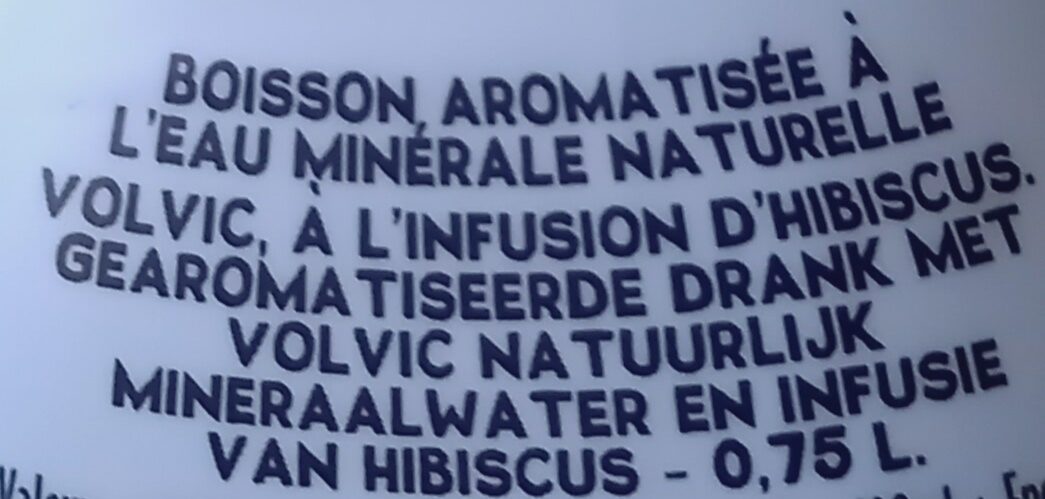 BOISSON, AROMATISÉE À
L'EAU MINÉRALE NATURELLE
VOLVIC, À L'INFUSION D'HIBISCUS.
GEAROMATISEERDE DRANK MET
VOLVIC NATUURLIJK
MINERAALWATER EN INFUSIE
VAN HIBISCUS - 0,75 L.